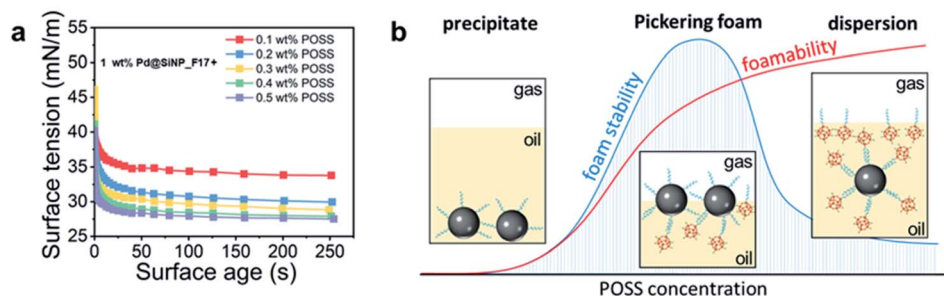 a
Surface tension (mN/m)
55
50
45
40
35
30
25
1 wt% Pd@SiNP_F17+
0.1 wt% POSS
0.2 wt% POSS
0.3 wt% POSS
0.4 wt% POSS
0.5 wt% POSS
0 50 100 150 200 250
Surface age (s)
b
precipitate
Pickering foam
dispersion
foam stability
foamability
gas
oil
gas
oil
gas
oil
POSS concentration